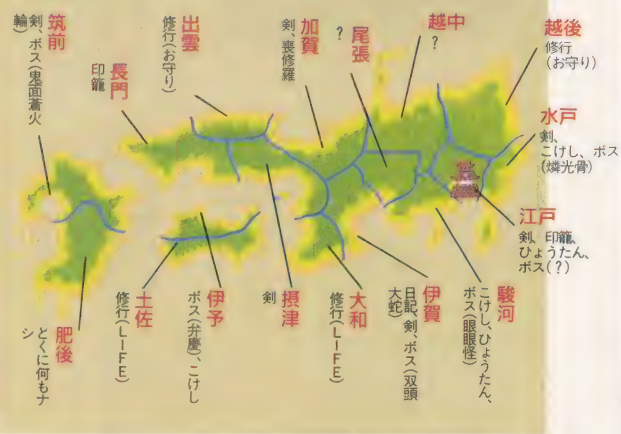 筑前
剣、ボス(鬼面蒼火
輪)
長門
印籠
出雲
修行(お守り)
加賀
剣、喪修羅
尾張
?
越中
?
越後
修行
(お守り)
水戸
剣、
こけし、ボス
(燐光骨)
江戸
剣、印籠、
ひょうたん、
ボス(?)
駿河
こけし、ひょうたん、
ボス(眼眼怪)
伊賀
日記、剣、ボス(双頭
大蛇)
大和
修行(LIFE)
摂津
剣
伊予
ボス(弁慶)、こけし
土佐
修行(LIFE)
肥後
とくに何もナ
シ